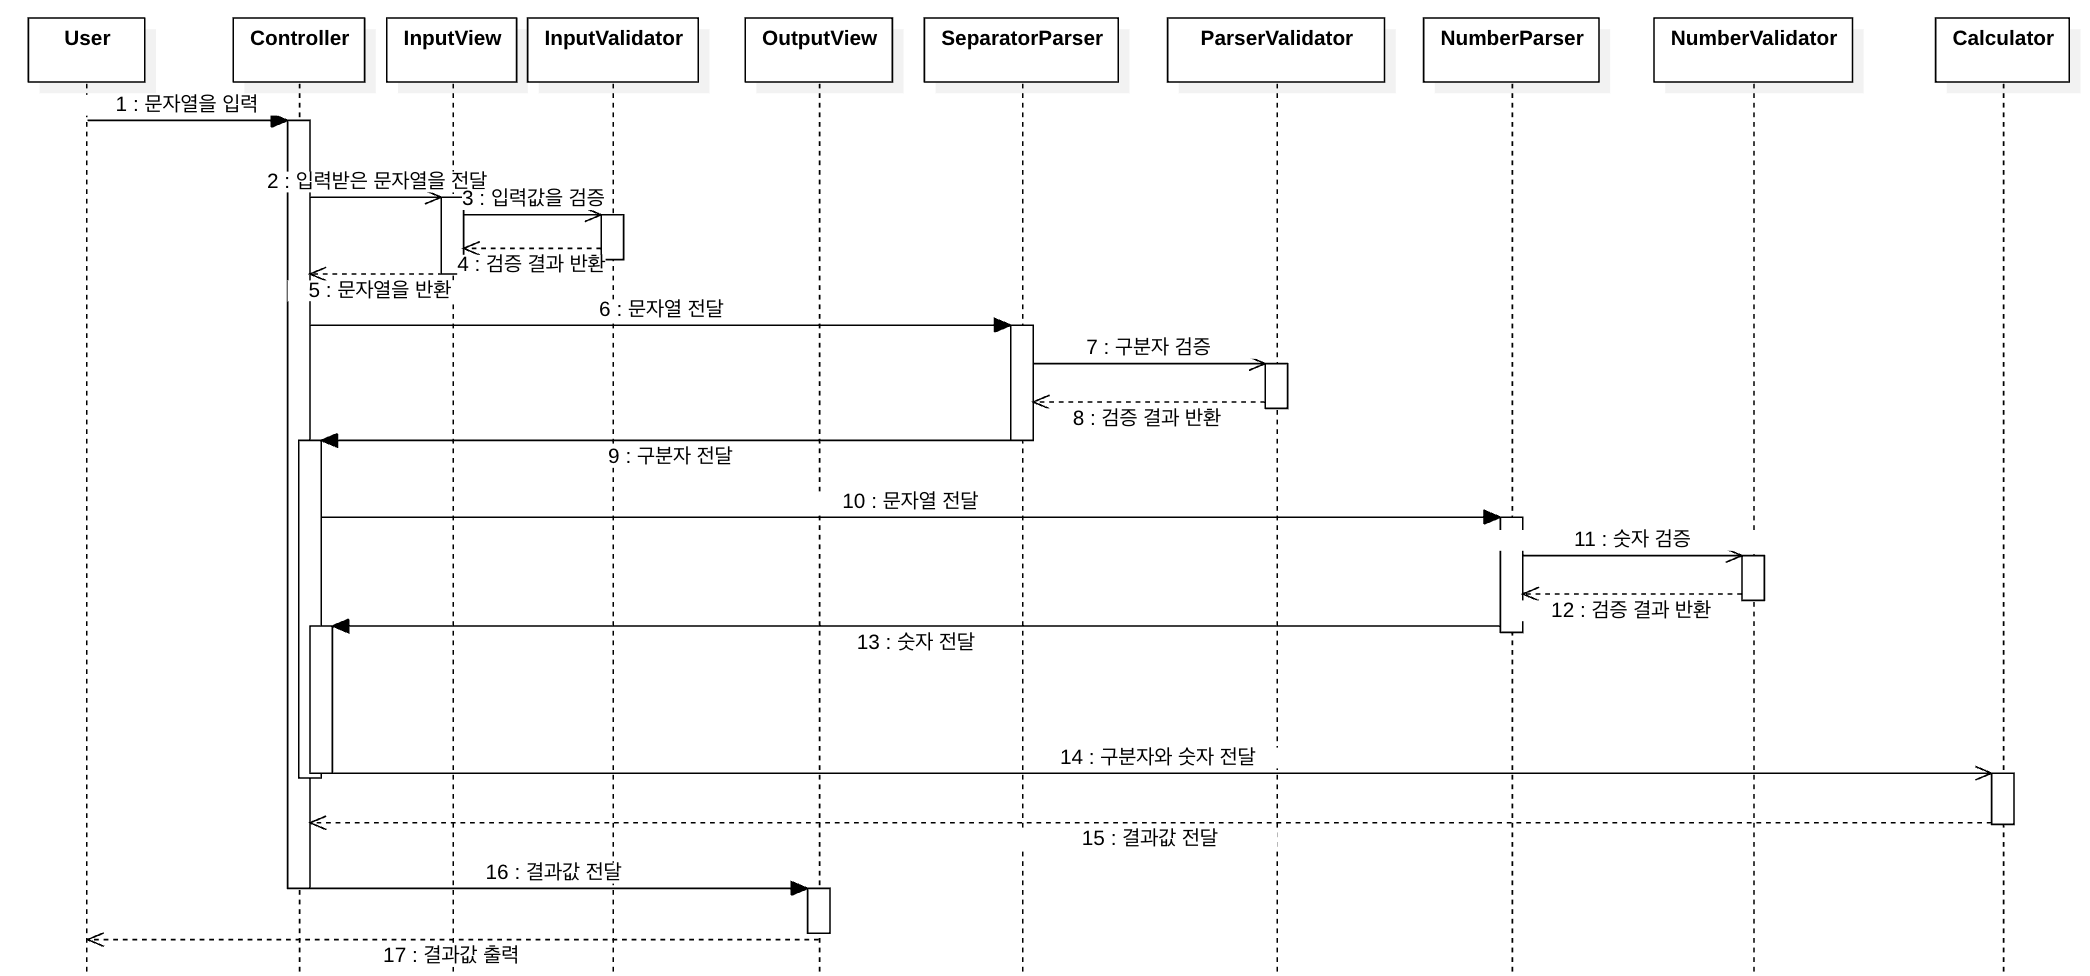 User
Controller
InputView
InputValidator
OutputView
SeparatorParser
ParserValidator
NumberParser
NumberValidator
Calculator
1 : 문자열을 입력
2 : 입력받은 문자열을 전달
3 : 입력값을 검증
4 : 검증 결과 반환
5 : 문자열을 반환
6 : 문자열 전달
7 : 구분자 검증
8 : 검증 결과 반환
9 : 구분자 전달
10 : 문자열 전달
11 : 숫자 검증
12 : 검증 결과 반환
13 : 숫자 전달
14 : 구분자와 숫자 전달
15 : 결과값 전달
16 : 결과값 전달
17 : 결과값 출력